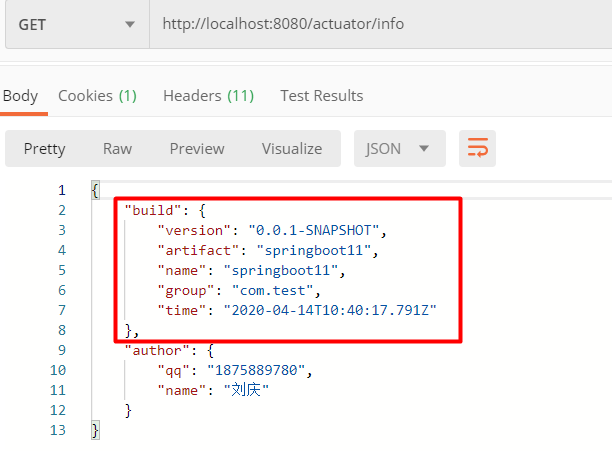 GET http://localhost:8080/actuator/info
Body Cookies (1) Headers (11) Test Results
Pretty Raw Preview Visualize JSON
1 {
2 "build": {
3 "version": "0.0.1-SNAPSHOT",
4 "artifact": "springboot11",
5 "name": "springboot11",
6 "group": "com.test",
7 "time": "2020-04-14T10:40:17.791Z"
8 },
9 "author": {
10 "qq": "1875889780",
11 "name": "刘庆"
12 }
13 }